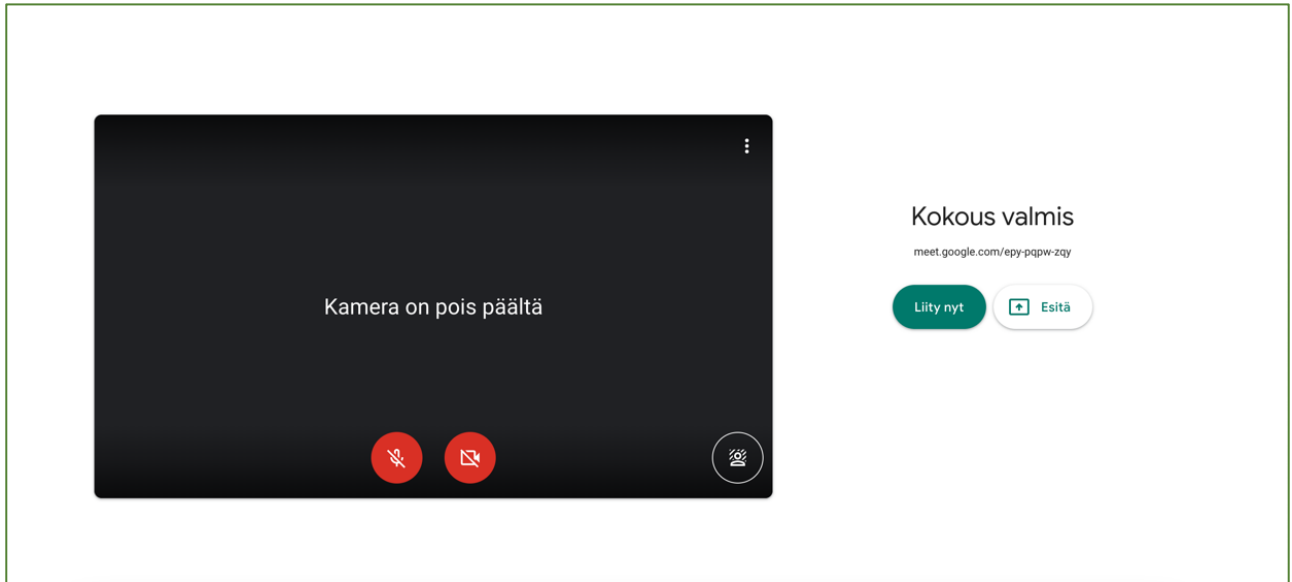 Kamera on pois päältä
Kokous valmis
meet.google.com/epy-pqpw-zqy
Liity nyt
Esitä